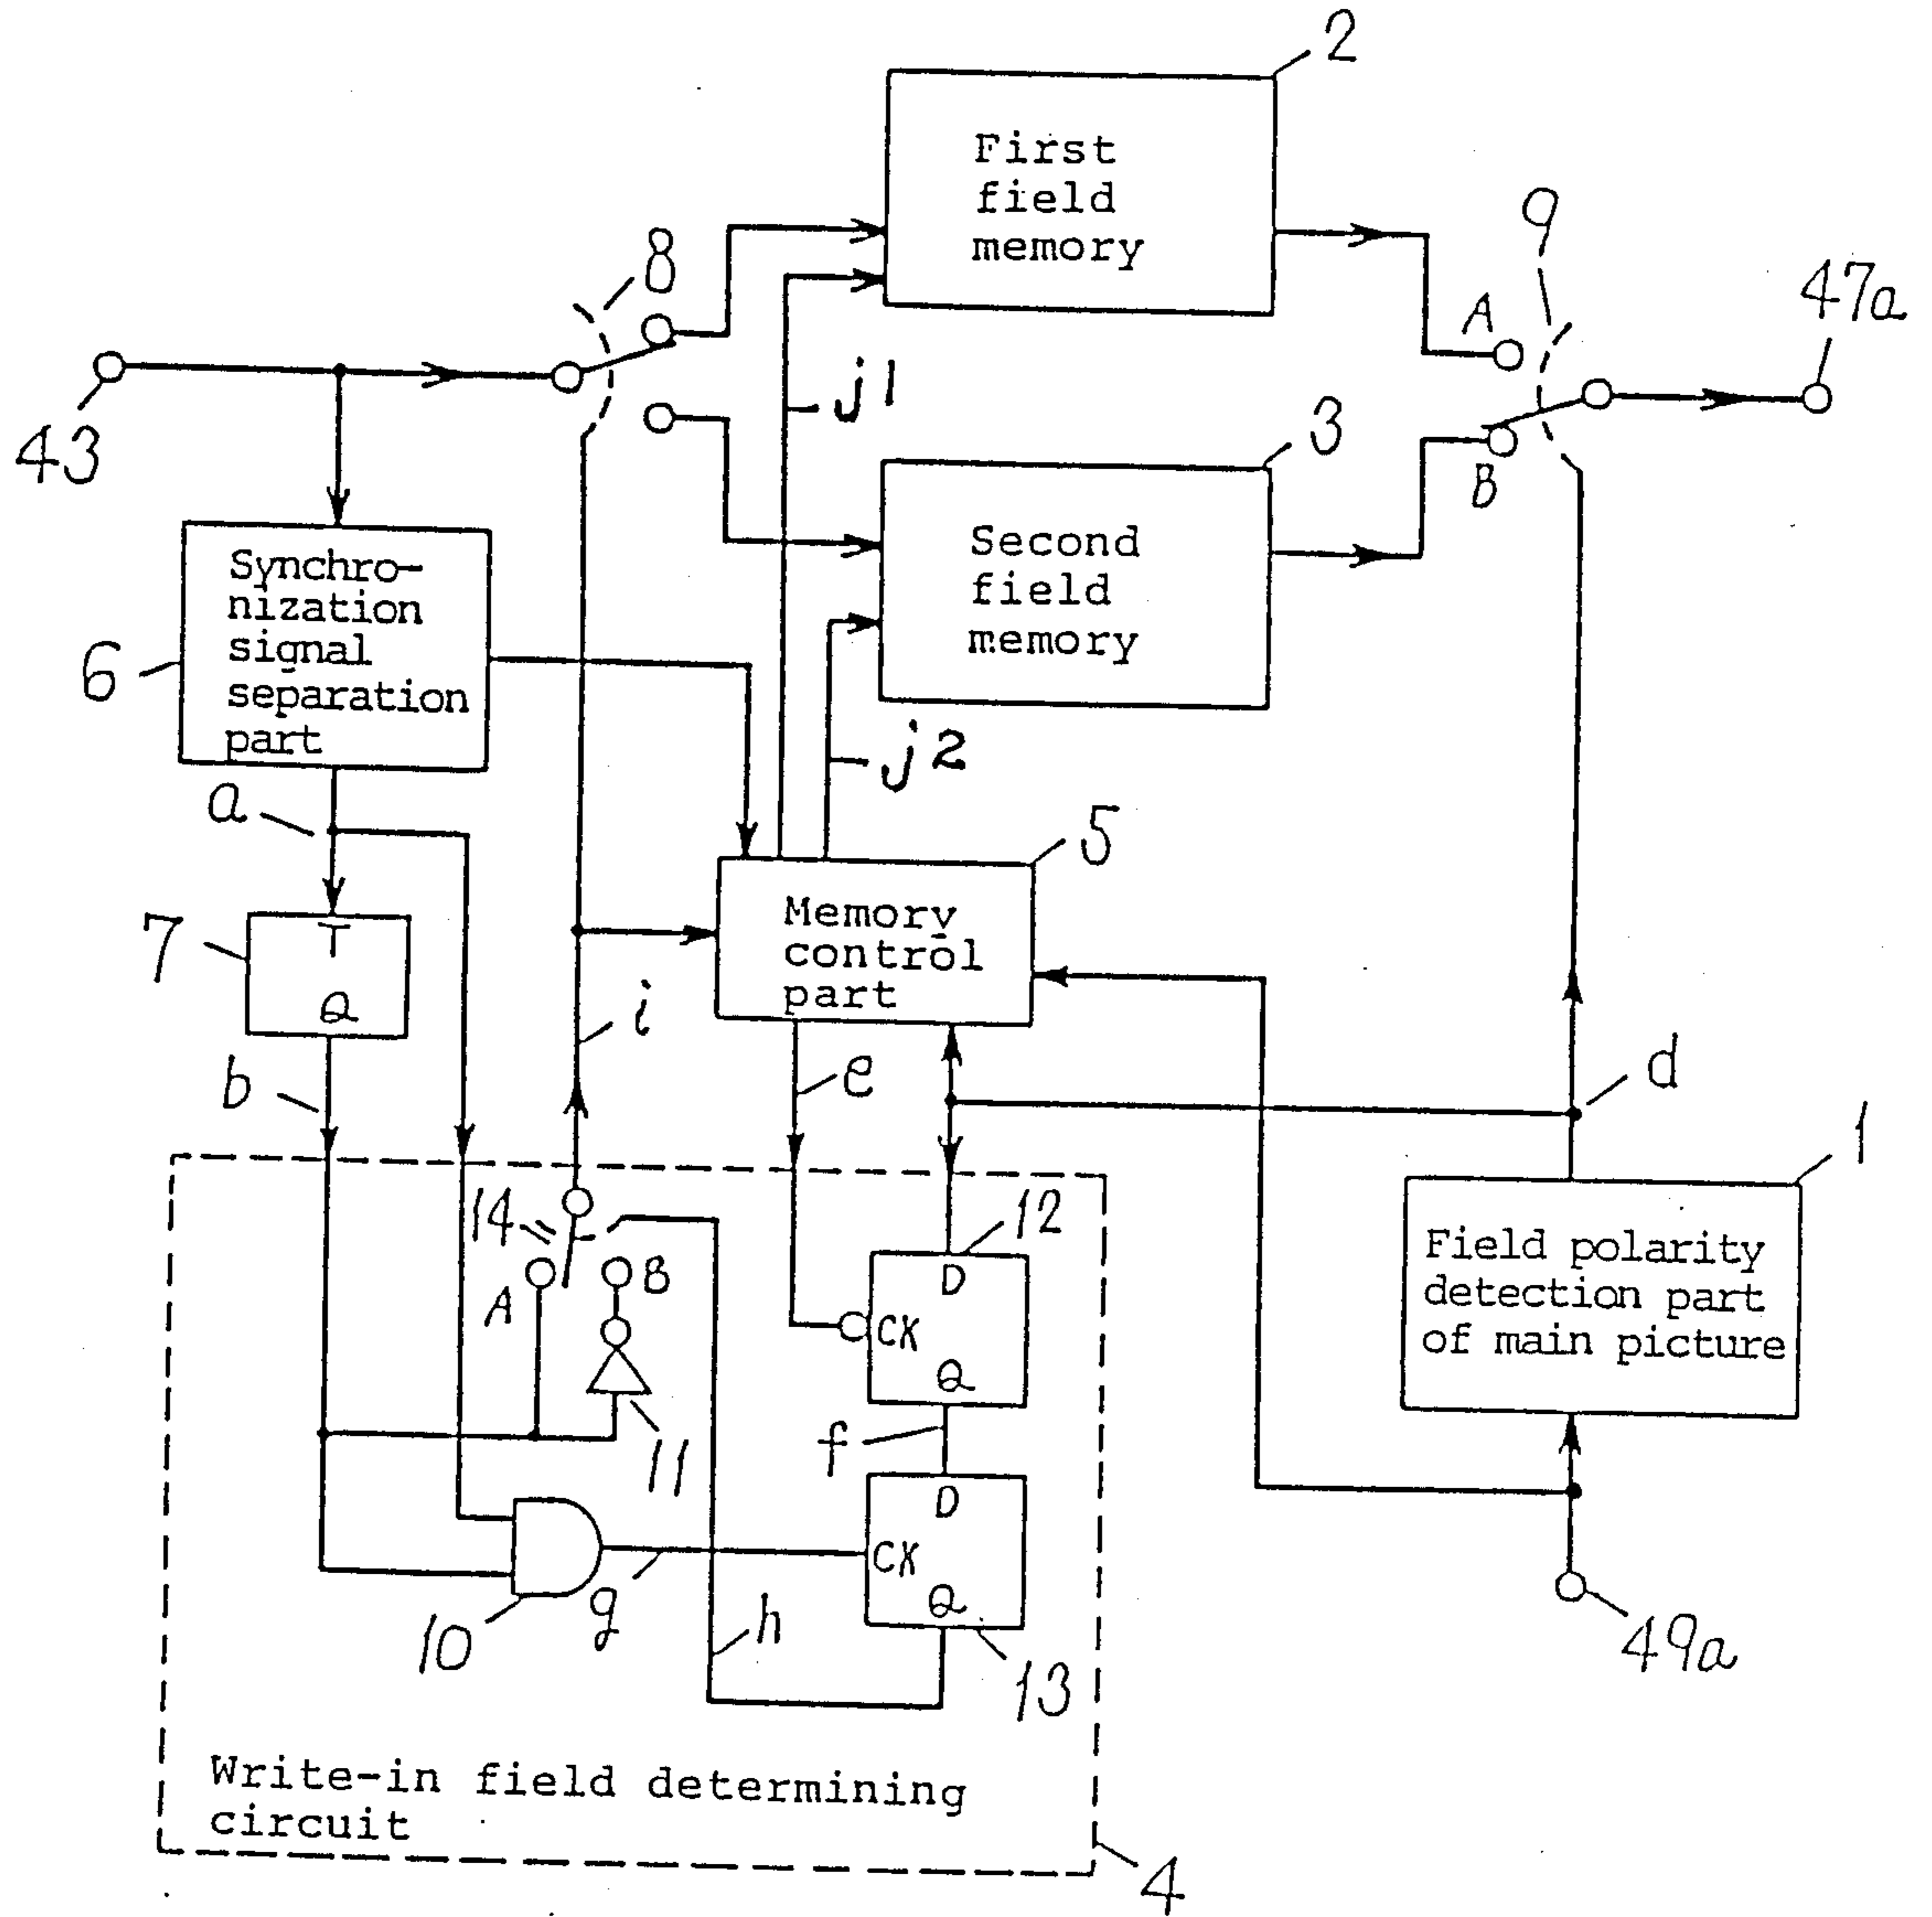 2
First
field
memory
8
9
A
47a
j1
43
3
B
Second
field
memory
Synchro-
nization
signal
separation
part
6
j2
a
5
Memory
control
part
7
T
Q
i
b
e
d
1
14
12
A
B
D
CK
Q
Field polarity
detection part
of main picture
11
f
D
CK
Q
10
g
h
13
49a
Write-in field determining
circuit
4